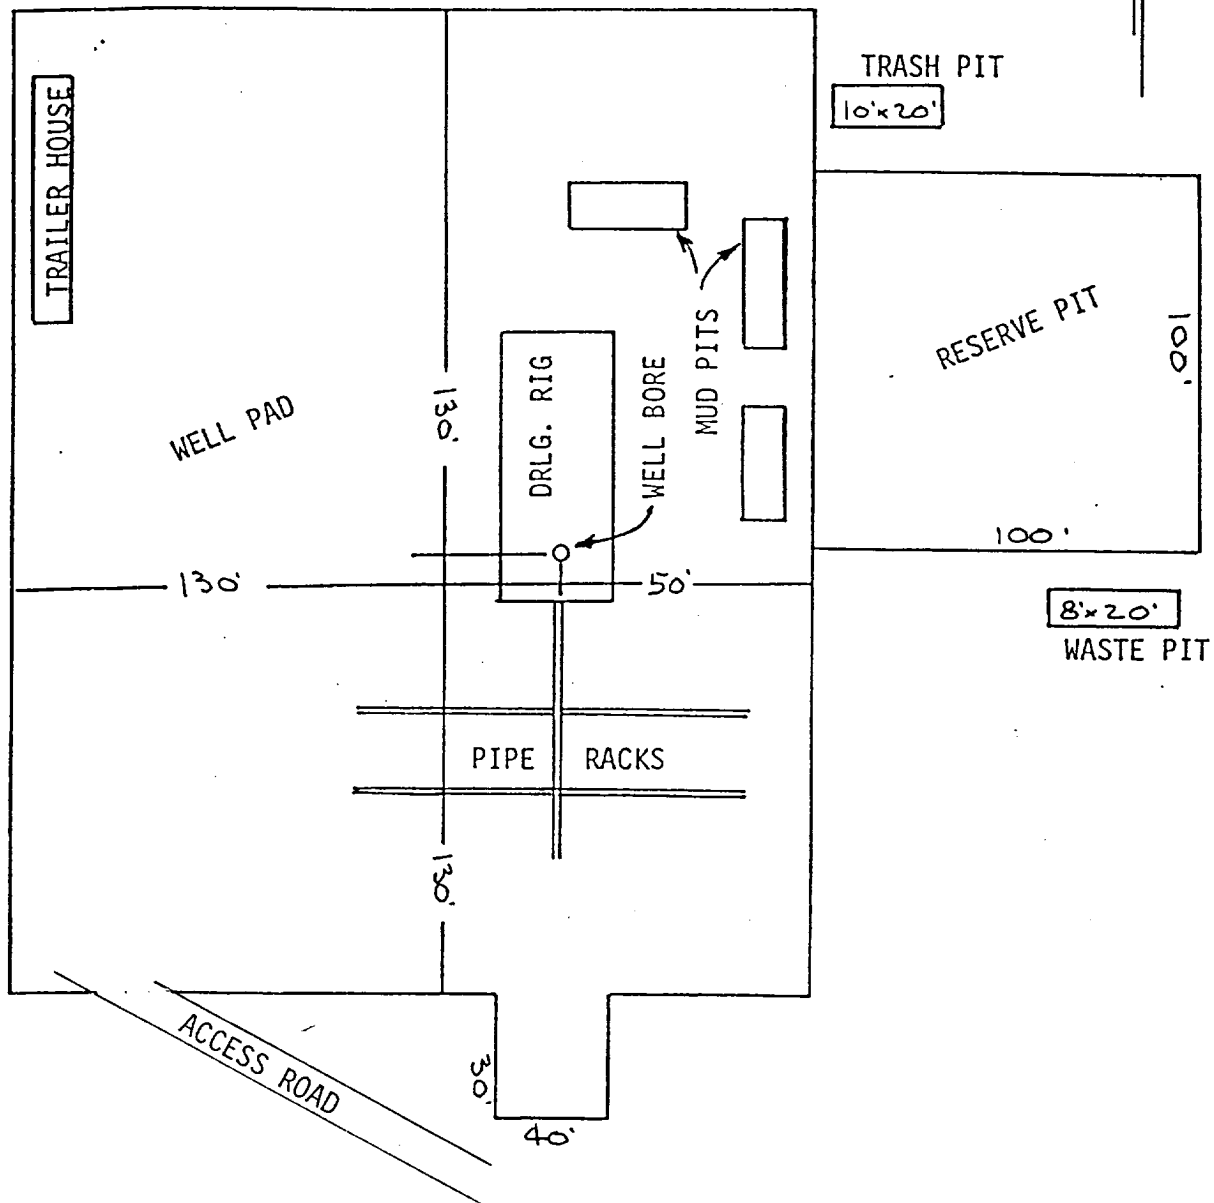 TRASH PIT
10'x20'
TRAILER HOUSE
MUD PITS
RESERVE PIT
100'
100'
WELL PAD
130'
DRLG. RIG
WELL BORE
130'
50'
8'x20'
WASTE PIT
PIPE RACKS
130'
ACCESS ROAD
30'
40'